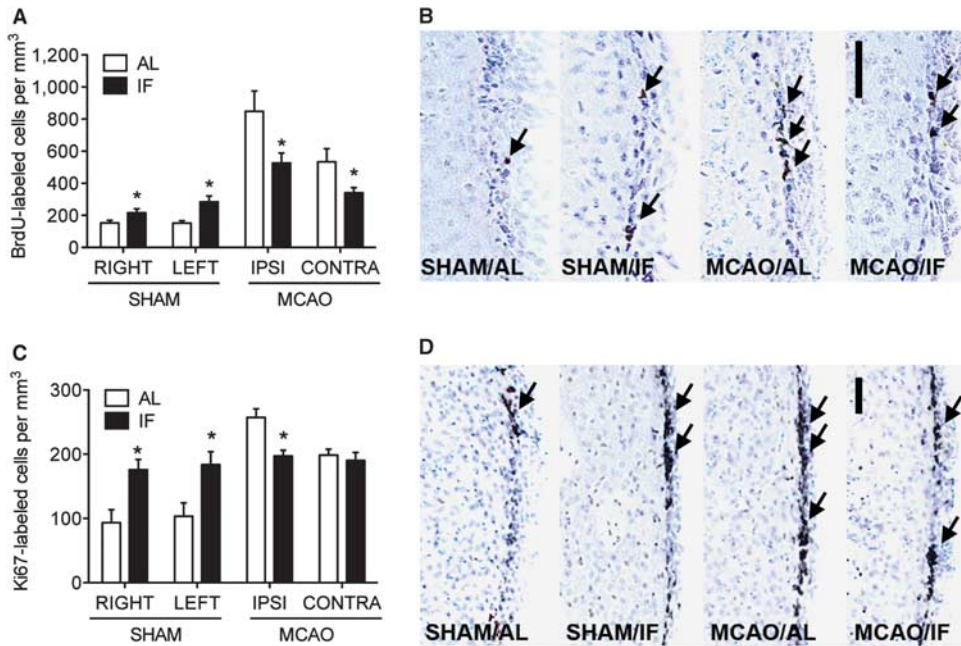 A
BrdU-labeled cells per mm³
1,200
1,000
800
600
400
200
0
AL
IF
*
*
*
*
RIGHT
LEFT
IPSI
CONTRA
SHAM
MCAO
B
SHAM/AL
SHAM/IF
MCAO/AL
MCAO/IF
C
Ki67-labeled cells per mm³
300
200
100
0
AL
IF
*
*
*
RIGHT
LEFT
IPSI
CONTRA
SHAM
MCAO
D
SHAM/AL
SHAM/IF
MCAO/AL
MCAO/IF